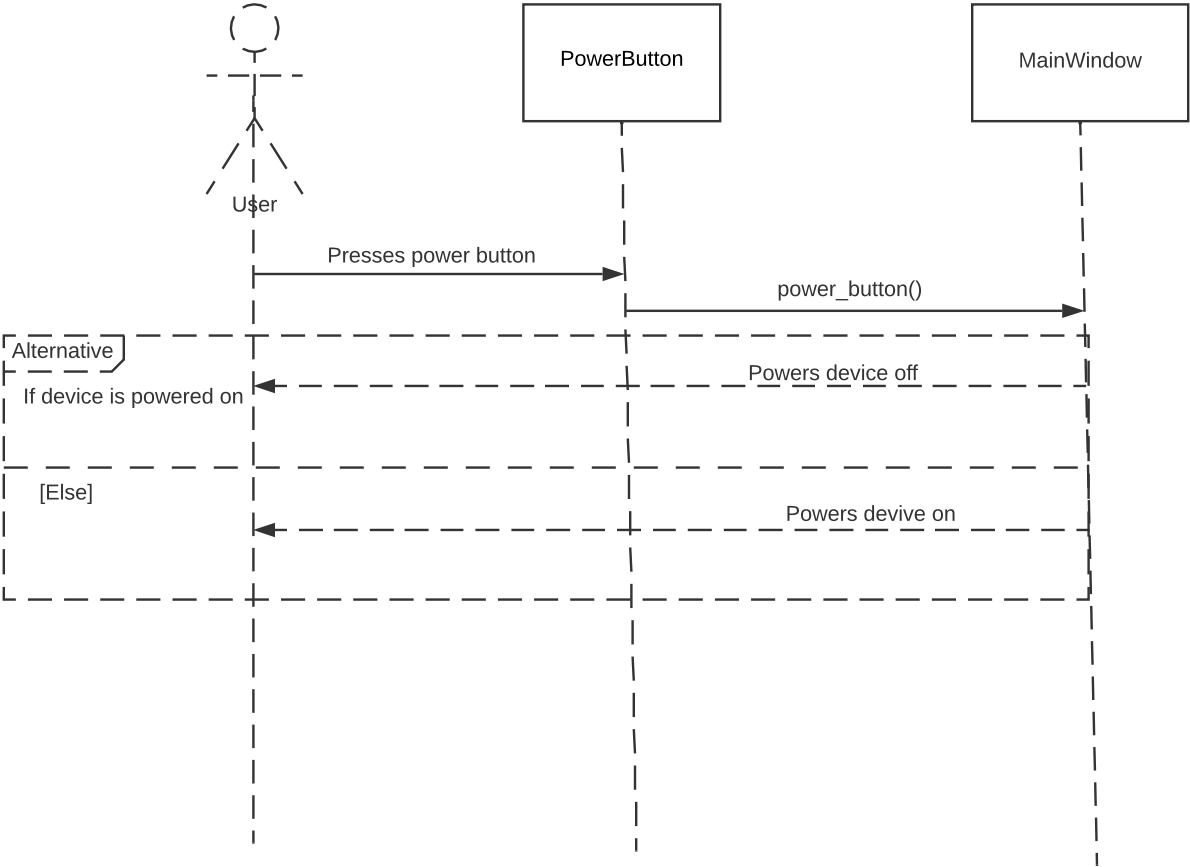 PowerButton
MainWindow
User
Presses power button
power_button()
Alternative
Powers device off
If device is powered on
[Else]
Powers devive on